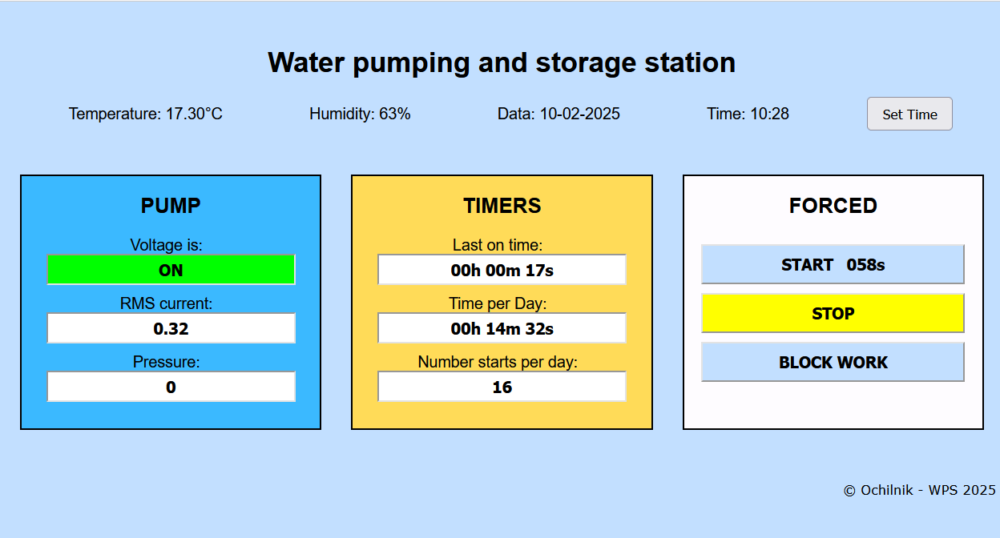 Water pumping and storage station
Temperature: 17.30°C Humidity: 63% Data: 10-02-2025 Time: 10:28 Set Time
PUMP
Voltage is:
ON
RMS current:
0.32
Pressure:
0
TIMERS
Last on time:
00h 00m 17s
Time per Day:
00h 14m 32s
Number starts per day:
16
FORCED
START 058s
STOP
BLOCK WORK
© Ochilnik - WPS 2025